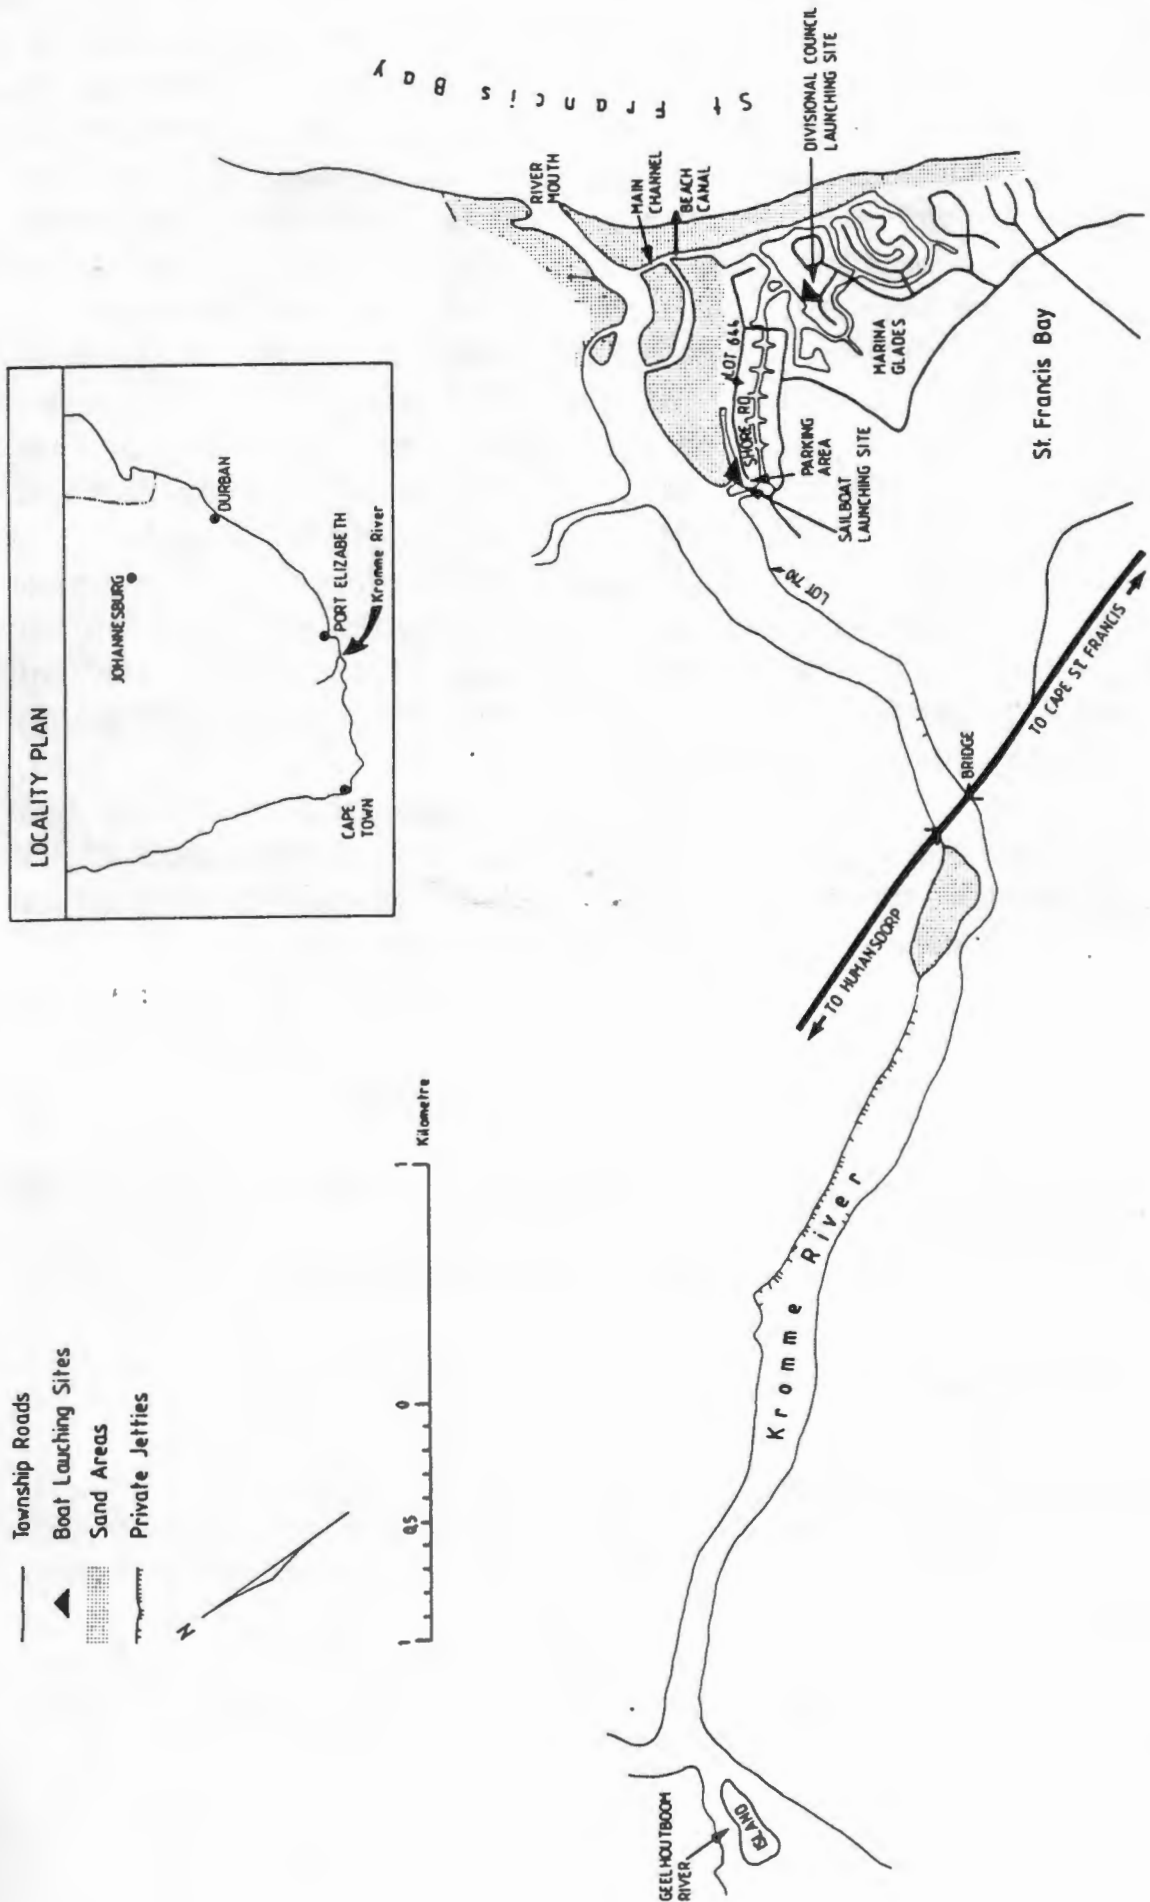 Township Roads
Boat Lauching Sites
Sand Areas
Private Jetties
N
1
0,5
0
1
Kilometre
LOCALITY PLAN
JOHANNESBURG
DURBAN
PORT ELIZABETH
Kromme River
CAPE
TOWN
St Francis Bay
RIVER
MOUTH
MAIN
CHANNEL
BEACH
CANAL
DIVISIONAL COUNCIL
LAUNCHING SITE
LOT 644
SHORE RD.
PARKING
AREA
SAILBOAT
LAUNCHING SITE
MARINA
GLADES
St. Francis Bay
LOT 710
BRIDGE
TO CAPE ST. FRANCIS
TO HUMANSDORP
Kromme River
GEELHOUTBOOM
RIVER
ISLAND